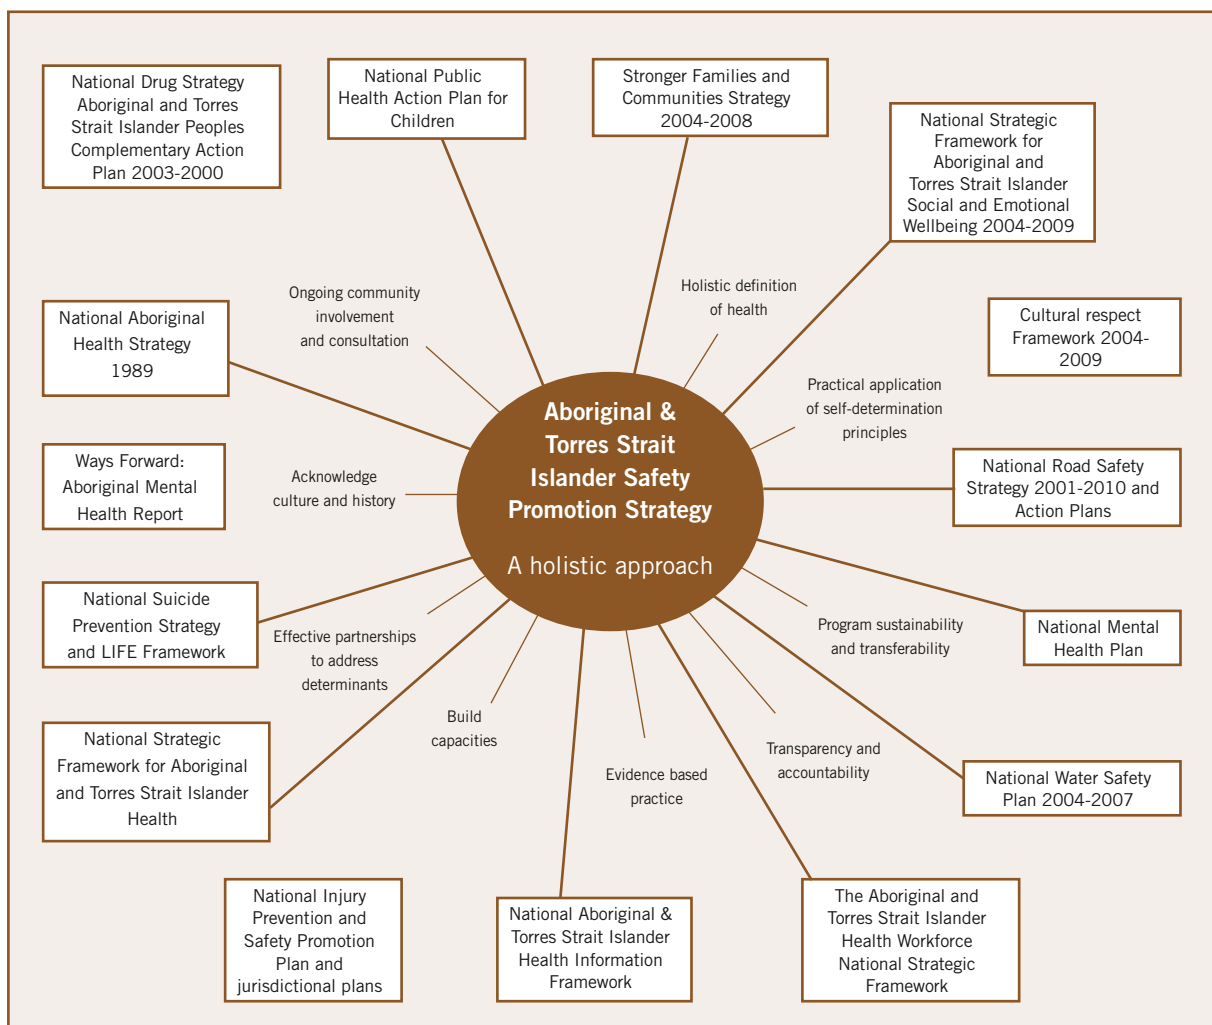 National Drug Strategy
Aboriginal and Torres
Strait Islander Peoples
Complementary Action
Plan 2003-2000
National Public
Health Action Plan for
Children
Stronger Families and
Communities Strategy
2004-2008
National Strategic
Framework for
Aboriginal and
Torres Strait Islander
Social and Emotional
Wellbeing 2004-2009
Ongoing community
involvement
and consultation
Holistic definition
of health
National Aboriginal
Health Strategy
1989
Cultural respect
Framework 2004-
2009
Practical application
of self-determination
principles
Aboriginal &
Torres Strait
Islander Safety
Promotion Strategy
A holistic approach
Ways Forward:
Aboriginal Mental
Health Report
Acknowledge
culture and history
National Road Safety
Strategy 2001-2010 and
Action Plans
National Suicide
Prevention Strategy
and LIFE Framework
Effective partnerships
to address
determinants
Program sustainability
and transferability
National Mental
Health Plan
Build
capacities
Evidence based
practice
Transparency and
accountability
National Strategic
Framework for Aboriginal
and Torres Strait Islander
Health
National Water Safety
Plan 2004-2007
National Injury
Prevention and
Safety Promotion
Plan and
jurisdictional plans
National Aboriginal &
Torres Strait Islander
Health Information
Framework
The Aboriginal and
Torres Strait Islander
Health Workforce
National Strategic
Framework